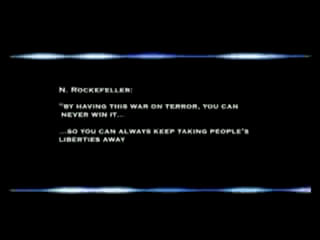 N. ROCKEFELLER:
"BY HAVING THIS WAR ON TERROR, YOU CAN
NEVER WIN IT...
...SO YOU CAN ALWAYS KEEP TAKING PEOPLE'S
LIBERTIES AWAY